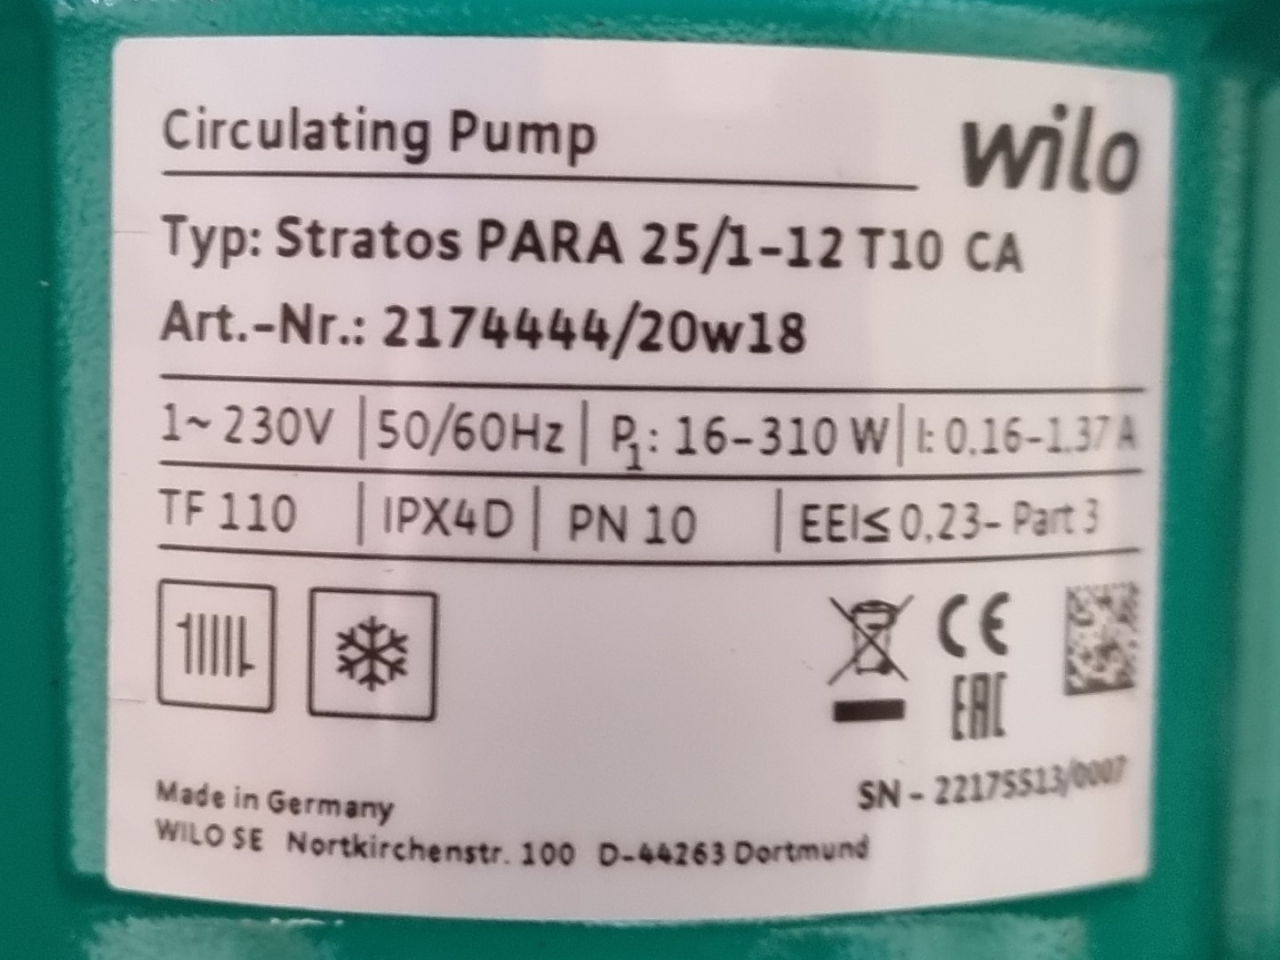 Circulating Pump
wilo
Typ: Stratos PARA 25/1-12 T10 CA
Art.-Nr.: 2174444/20w18
1~ 230V | 50/60Hz | P1: 16-310 W | I: 0.16-1.37 A
TF 110 | IPX4D | PN 10 | EEI≤ 0,23- Part 3
CE
EAC
SN - 22175513/0007
Made in Germany
WILO SE Nortkirchenstr. 100 D-44263 Dortmund